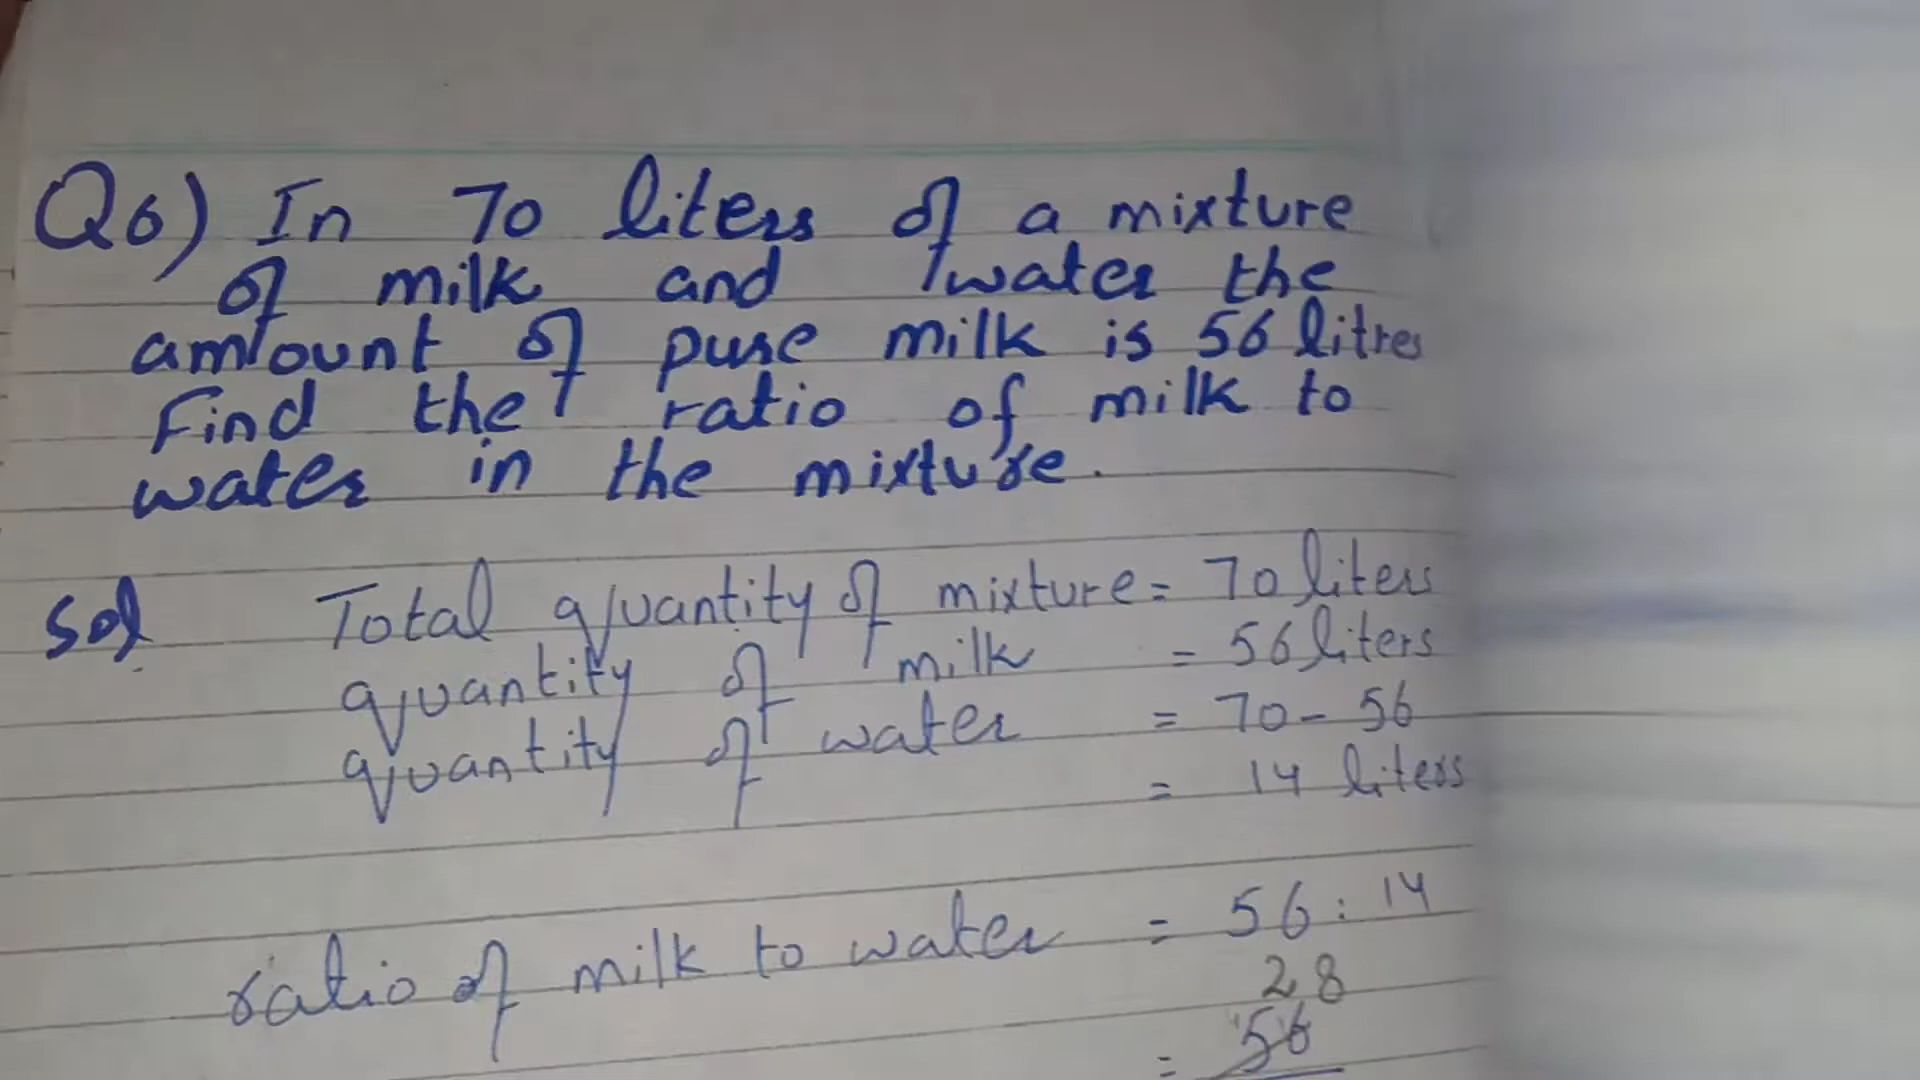 Q6) In 70 liters of a mixture
of milk and water the
amount of pure milk is 56 litres
Find the ratio of milk to
water in the mixture.
Sol Total quantity of mixture = 70 liters
quantity of milk = 56 liters
quantity of water = 70 - 56
= 14 liters
ratio of milk to water = 56 : 14
28
= 56